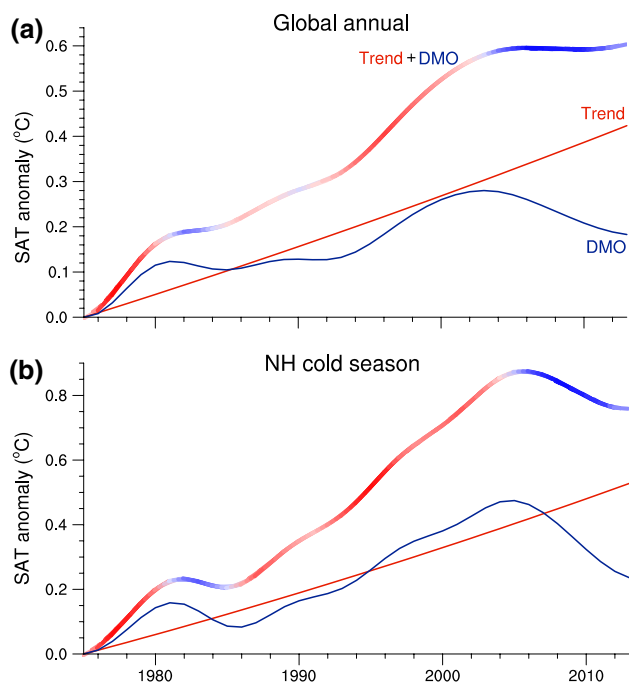 (a)
Global annual
0.6
Trend + DMO
0.5
Trend
0.4
0.3
0.2
DMO
0.1
0.0
SAT anomaly (°C)
1980
1990
2000
2010
(b)
NH cold season
0.8
0.6
0.4
0.2
0.0
SAT anomaly (°C)